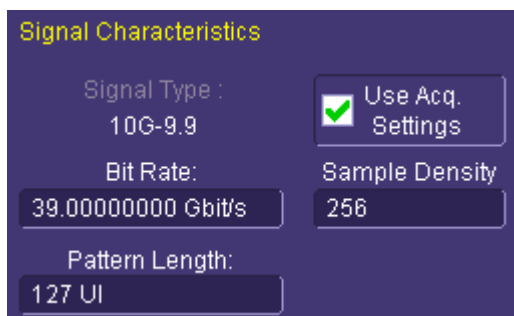 Signal Characteristics
Signal Type :
10G-9.9
Use Acq.
Settings
Bit Rate:
Sample Density
39.00000000 Gbit/s
256
Pattern Length:
127 UI